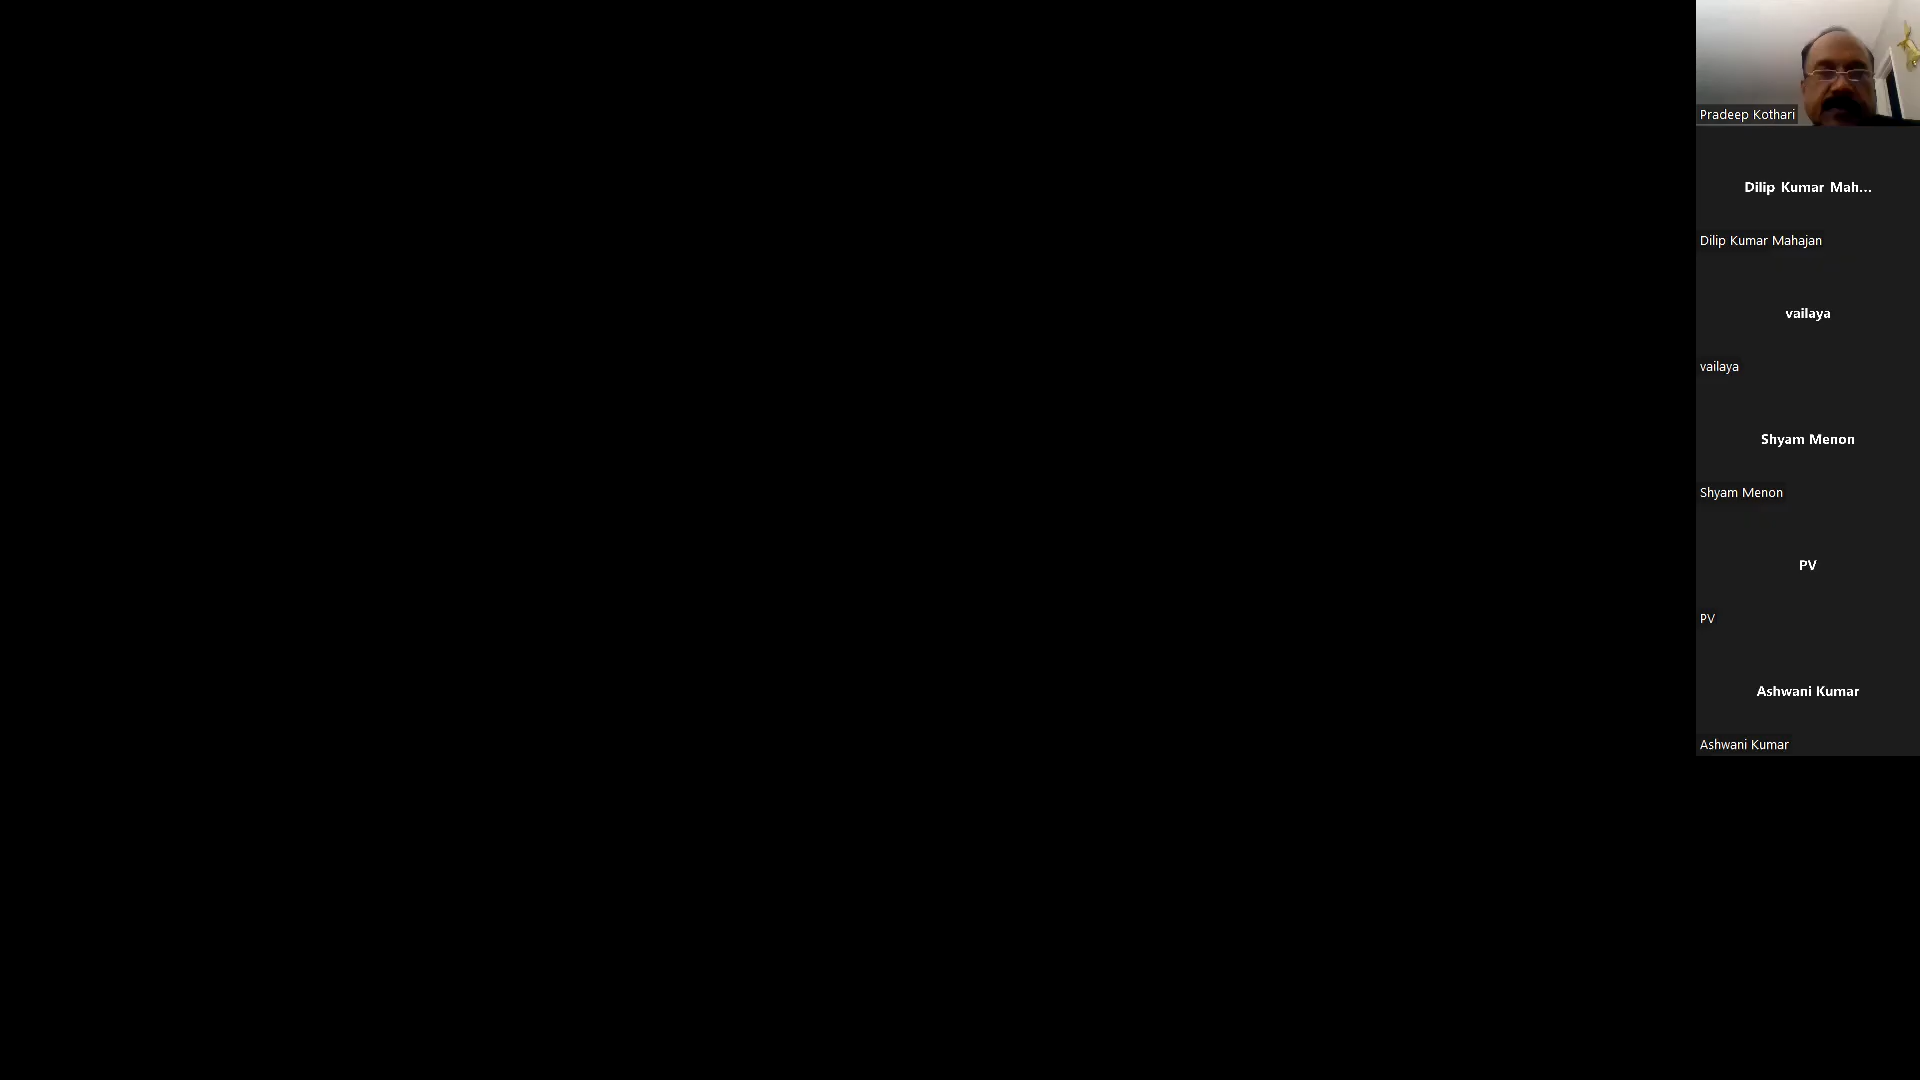 Pradeep Kothari
Dilip Kumar Mah...
Dilip Kumar Mahajan
vailaya
vailaya
Shyam Menon
Shyam Menon
PV
PV
Ashwani Kumar
Ashwani Kumar